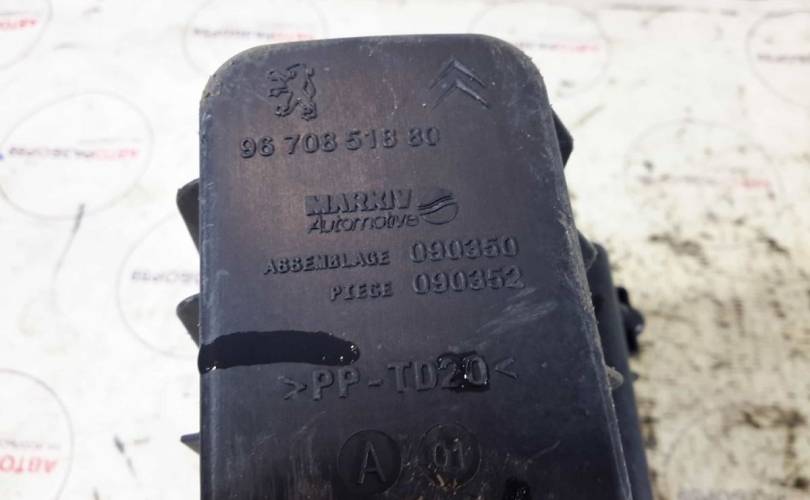 96 708 518 80
MARKIV
Automotive
ASSEMBLAGE 090350
PIECE 090352
>PP-TD20<
A 01